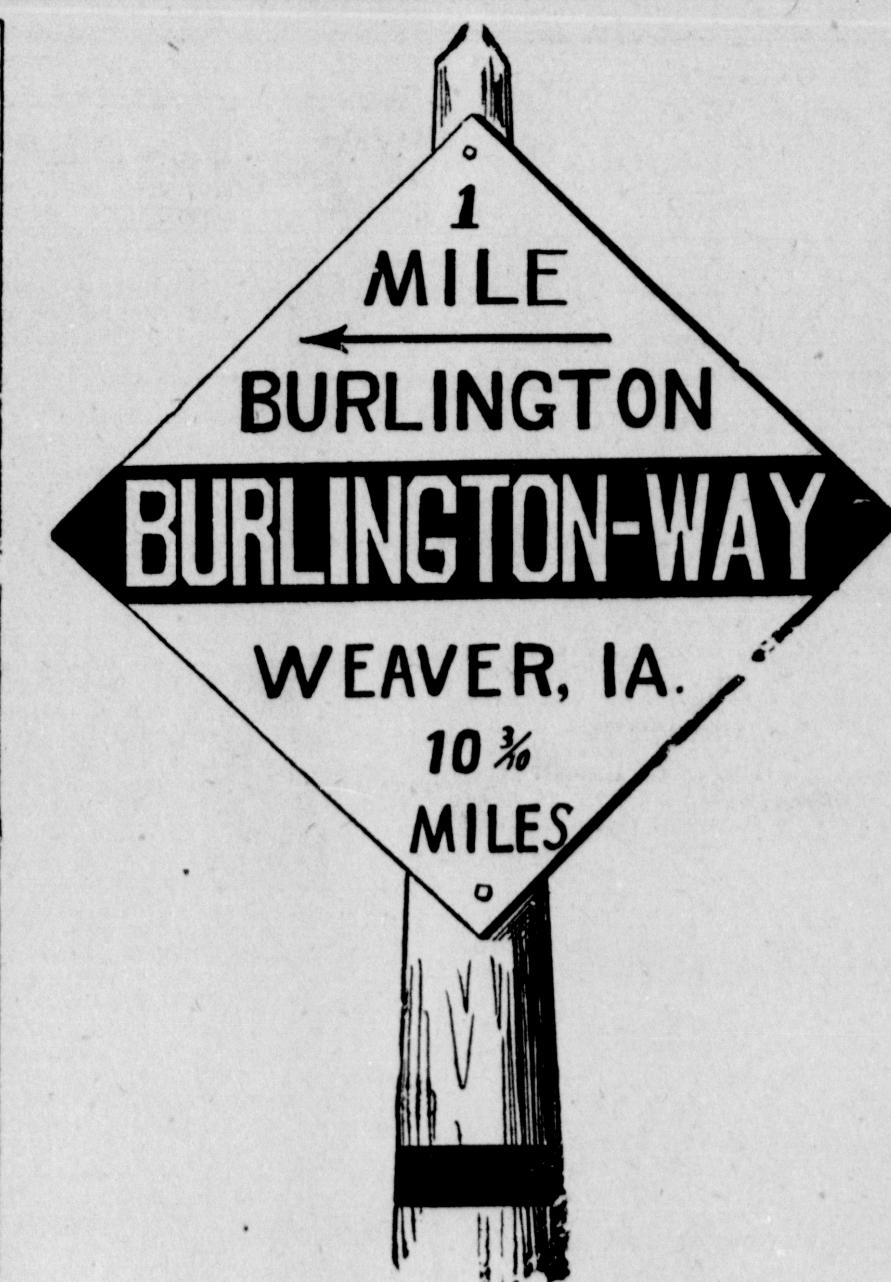 1
MILE
BURLINGTON
BURLINGTON-WAY
WEAVER, IA.
10 3/10
MILES